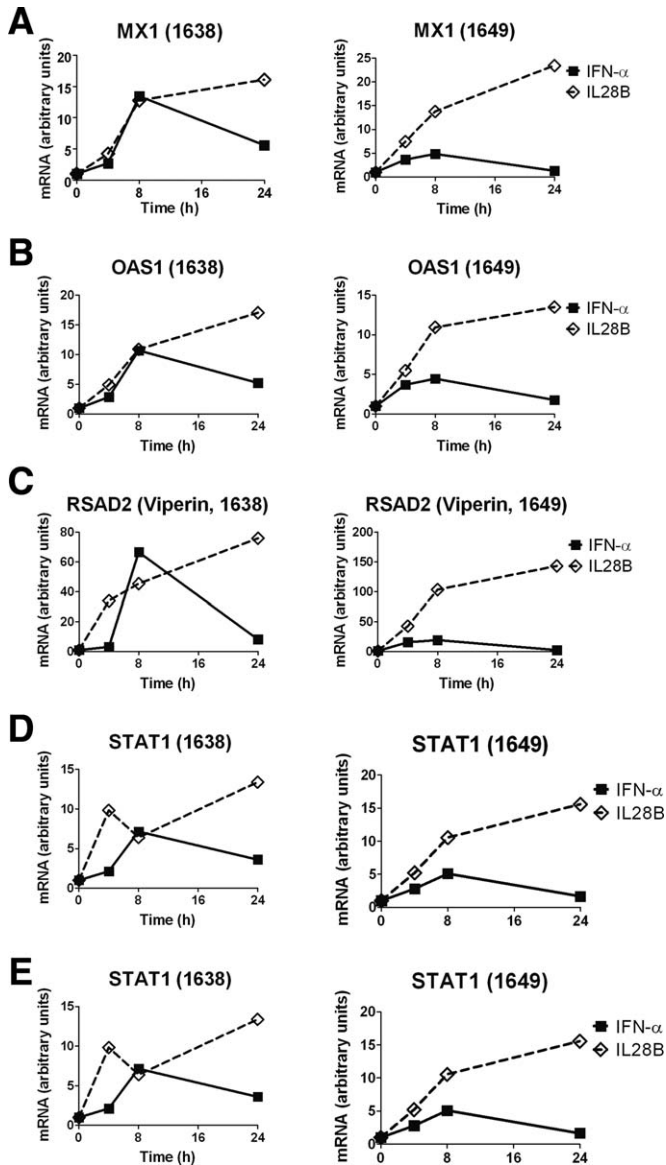 A
MX1 (1638)
mRNA (arbitrary units)
20
15
10
5
0
0 8 16 24
Time (h)
MX1 (1649)
mRNA (arbitrary units)
25
20
15
10
5
0
0 8 16 24
Time (h)
IFN-α
IL28B
B
OAS1 (1638)
mRNA (arbitrary units)
20
15
10
5
0
0 8 16 24
Time (h)
OAS1 (1649)
mRNA (arbitrary units)
15
10
5
0
0 8 16 24
Time (h)
IFN-α
IL28B
C
RSAD2 (Viperin, 1638)
mRNA (arbitrary units)
80
60
40
20
0
0 8 16 24
Time (h)
RSAD2 (Viperin, 1649)
mRNA (arbitrary units)
200
150
100
50
0
0 8 16 24
Time (h)
IFN-α
IL28B
D
STAT1 (1638)
mRNA (arbitrary units)
15
10
5
0
0 8 16 24
Time (h)
STAT1 (1649)
mRNA (arbitrary units)
20
15
10
5
0
0 8 16 24
Time (h)
IFN-α
IL28B
E
STAT1 (1638)
mRNA (arbitrary units)
15
10
5
0
0 8 16 24
Time (h)
STAT1 (1649)
mRNA (arbitrary units)
20
15
10
5
0
0 8 16 24
Time (h)
IFN-α
IL28B